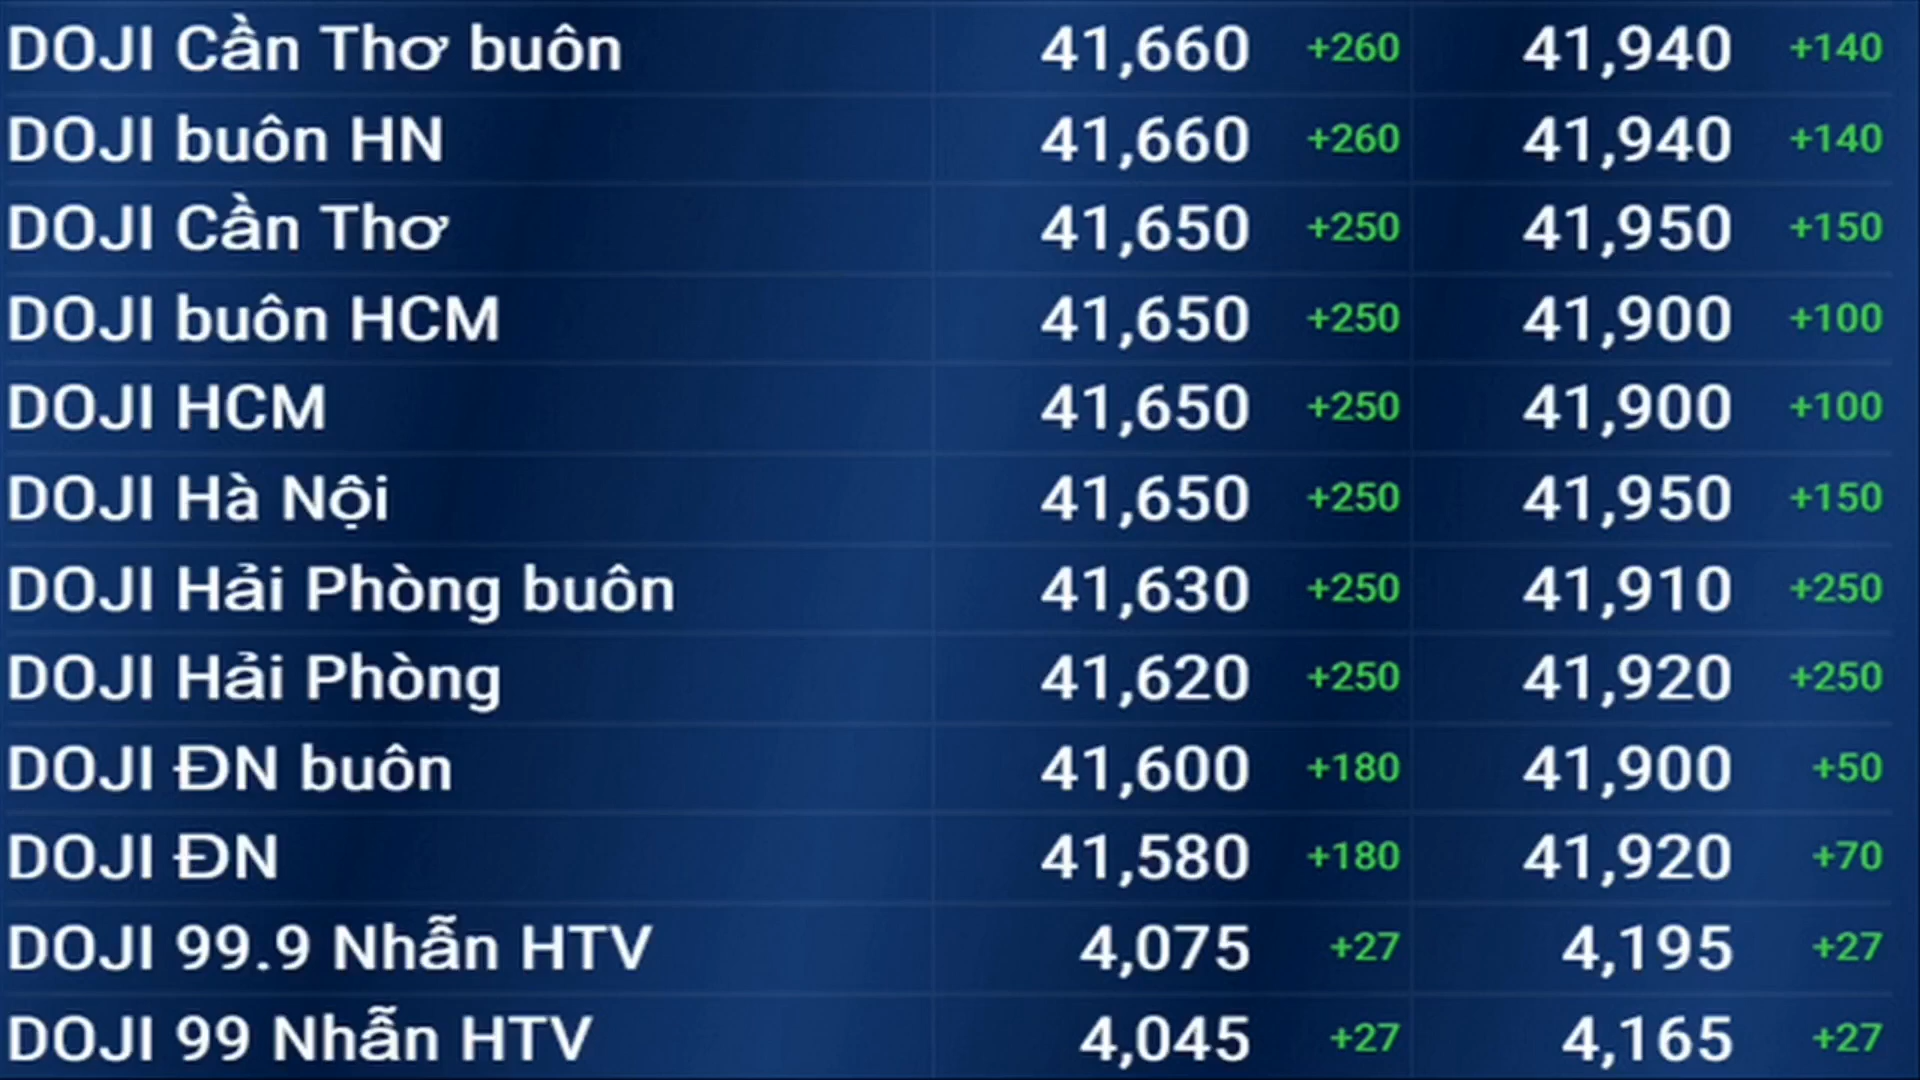 DOJI Cần Thơ buôn 41,660 +260 41,940 +140
DOJI buôn HN 41,660 +260 41,940 +140
DOJI Cần Thơ 41,650 +250 41,950 +150
DOJI buôn HCM 41,650 +250 41,900 +100
DOJI HCM 41,650 +250 41,900 +100
DOJI Hà Nội 41,650 +250 41,950 +150
DOJI Hải Phòng buôn 41,630 +250 41,910 +250
DOJI Hải Phòng 41,620 +250 41,920 +250
DOJI ĐN buôn 41,600 +180 41,900 +50
DOJI ĐN 41,580 +180 41,920 +70
DOJI 99.9 Nhẫn HTV 4,075 +27 4,195 +27
DOJI 99 Nhẫn HTV 4,045 +27 4,165 +27